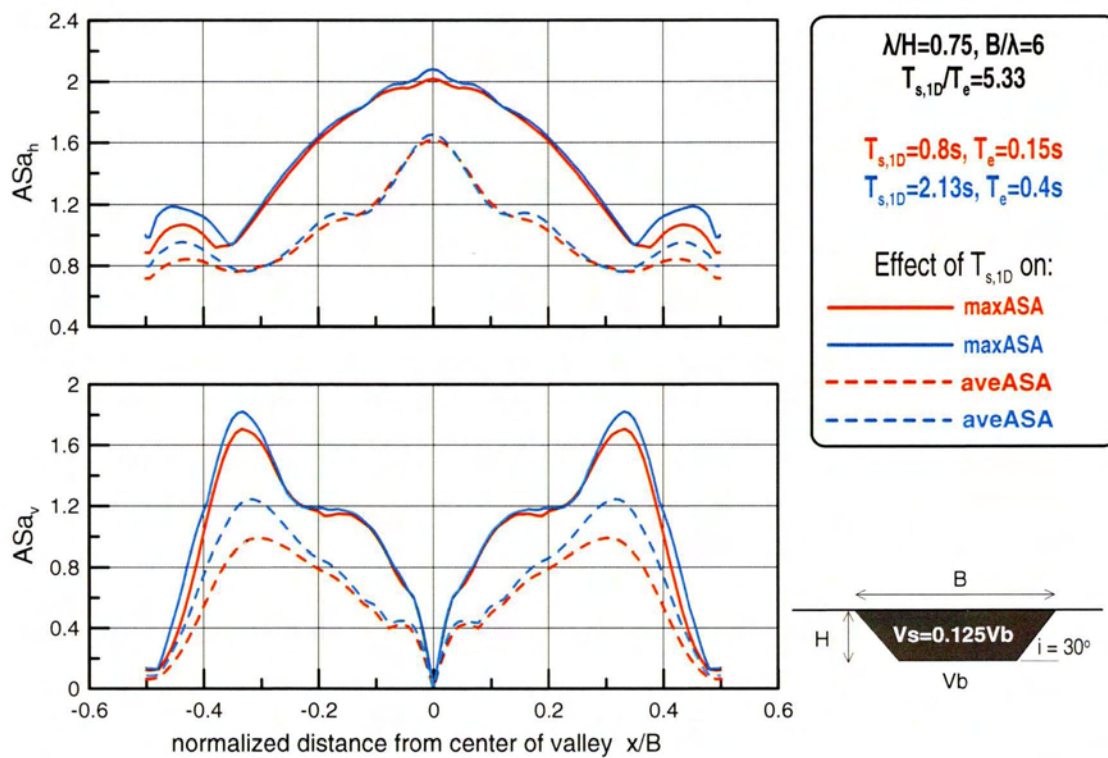 2.4
2
1.6
1.2
0.8
0.4
ASa_h
2
1.6
1.2
0.8
0.4
0
ASa_v
-0.6 -0.4 -0.2 0 0.2 0.4 0.6
normalized distance from center of valley x/B
λ/H=0.75, B/λ=6
T_s,1D/T_e=5.33
T_s,1D=0.8s, T_e=0.15s
T_s,1D=2.13s, T_e=0.4s
Effect of T_s,1D on:
maxASA
maxASA
aveASA
aveASA
B
H
Vs=0.125Vb
i = 30°
Vb